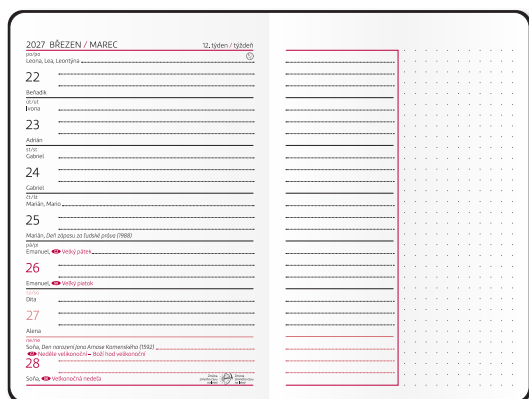 2027 BŘEZEN / MAREC 12. týden / týždeň
po/po
Leona, Lea, Leontýna
22
Beňadik
út/ut
Ivona
23
Adrián
st/st
Gabriel
24
Gabriel
čt/št
Marián, Mario
25
Marián, Deň zápasu za ľudské práva (1988)
pá/pi
Emanuel, Velký pátek
26
Emanuel, Veľký piatok
so/so
Dita
27
Alena
ne/ne
Soňa, Den narození Jana Amose Komenského (1592)
Neděle velikonoční – Boží hod velikonoční
28
Soňa, Veľkonočná nedeľa